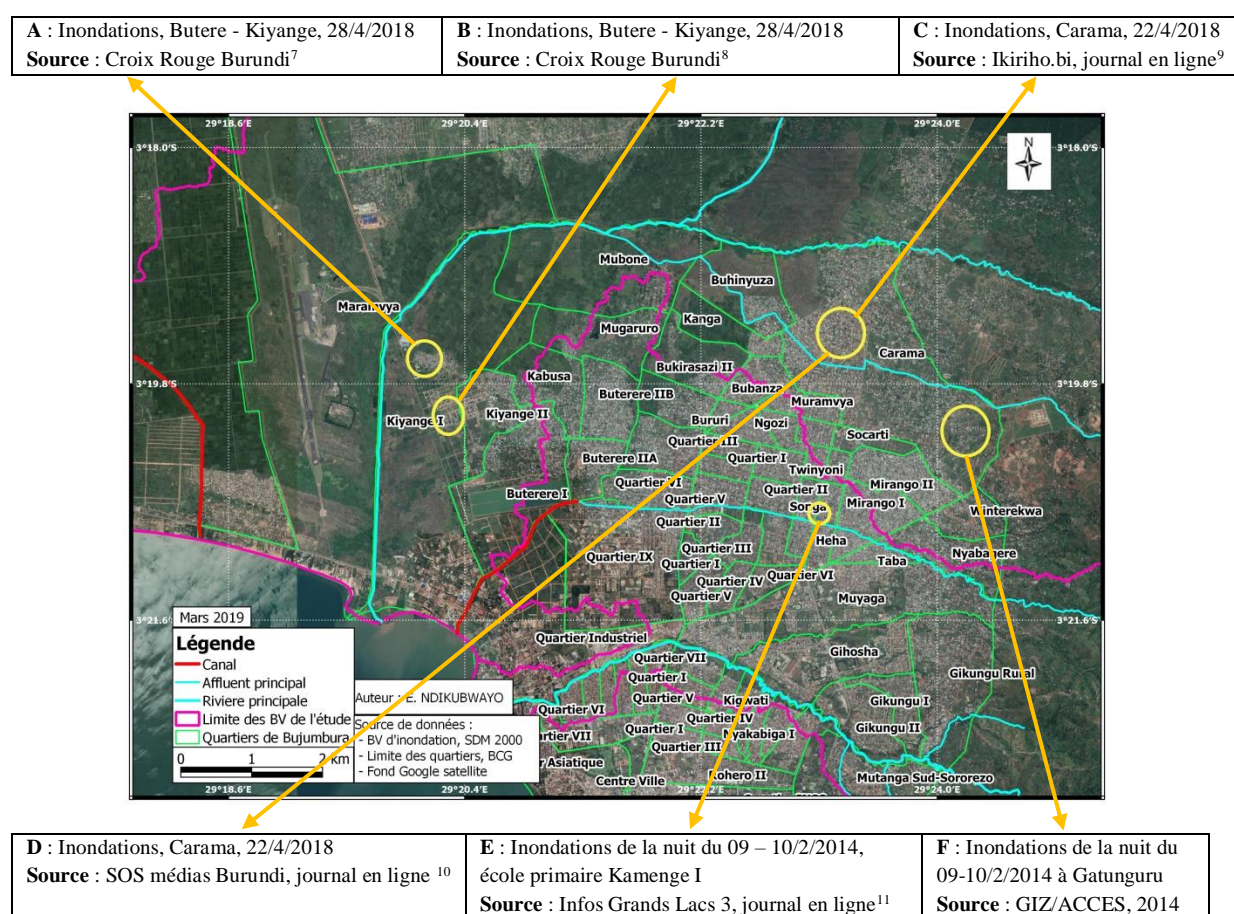 A : Inondations, Butere - Kiyange, 28/4/2018
Source : Croix Rouge Burundi7
B : Inondations, Butere - Kiyange, 28/4/2018
Source : Croix Rouge Burundi8
C : Inondations, Carama, 22/4/2018
Source : Ikiriho.bi, journal en ligne9
29°18.6'E 29°20.4'E 29°22.2'E 29°24.0'E
3°18.0'S 3°18.0'S
N
Mubone
Buhinyuza
Maramvya
Kanga
Mugaruro
Carama
Bukirasazi II
Kabusa
3°19.8'S 3°19.8'S
Bubanza
Buterere IIB
Muramvya
Kiyange I Kiyange II
Bururi Ngozi
Socarti
Quartier III
Buterere IIA Quartier I
Twinyoni
Quartier VI Quartier II Mirango II
Buterere I Quartier V
Songa Mirango I
Winterekwa
Quartier II
Heha
Quartier IX Quartier III Nyabagere
Quartier I Taba
Quartier IV Quartier VI
Quartier V Muyaga
3°21.6'S 3°21.6'S
Mars 2019
Légende
Canal
Affluent principal
Riviere principale
Limite des BV de l'étude
Quartiers de Bujumbura
0 1 2 km
Auteur : E. NDIKUBWAYO
Source de données :
- BV d'inondation, SDM 2000
- Limite des quartiers, BCG
- Fond Google satellite
Quartier Industriel
Gihosha
Quartier VII
Gikungu Rural
Quartier I
Quartier V Kigwati Gikungu I
Quartier VI
Quartier IV
Quartier I Nyakabiga I Gikungu II
Quartier III
Asiatique
Centre Ville Rohero II Mutanga Sud-Sororezo
29°18.6'E 29°20.4'E 29°22.2'E 29°24.0'E
D : Inondations, Carama, 22/4/2018
Source : SOS médias Burundi, journal en ligne 10
E : Inondations de la nuit du 09 – 10/2/2014,
école primaire Kamenge I
Source : Infos Grands Lacs 3, journal en ligne11
F : Inondations de la nuit du
09-10/2/2014 à Gatunguru
Source : GIZ/ACCES, 2014